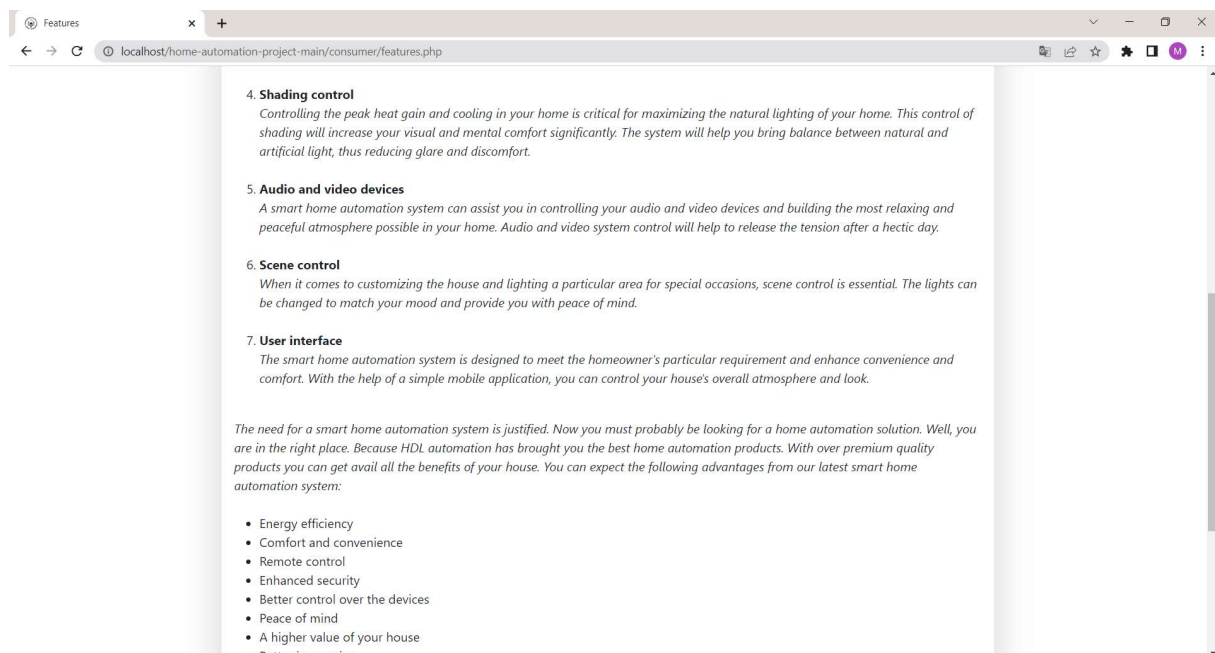 Features
localhost/home-automation-project-main/consumer/features.php
M
4. Shading control
Controlling the peak heat gain and cooling in your home is critical for maximizing the natural lighting of your home. This control of
shading will increase your visual and mental comfort significantly. The system will help you bring balance between natural and
artificial light, thus reducing glare and discomfort.
5. Audio and video devices
A smart home automation system can assist you in controlling your audio and video devices and building the most relaxing and
peaceful atmosphere possible in your home. Audio and video system control will help to release the tension after a hectic day.
6. Scene control
When it comes to customizing the house and lighting a particular area for special occasions, scene control is essential. The lights can
be changed to match your mood and provide you with peace of mind.
7. User interface
The smart home automation system is designed to meet the homeowner's particular requirement and enhance convenience and
comfort. With the help of a simple mobile application, you can control your house's overall atmosphere and look.
The need for a smart home automation system is justified. Now you must probably be looking for a home automation solution. Well, you
are in the right place. Because HDL automation has brought you the best home automation products. With over premium quality
products you can get avail all the benefits of your house. You can expect the following advantages from our latest smart home
automation system:
• Energy efficiency
• Comfort and convenience
• Remote control
• Enhanced security
• Better control over the devices
• Peace of mind
• A higher value of your house